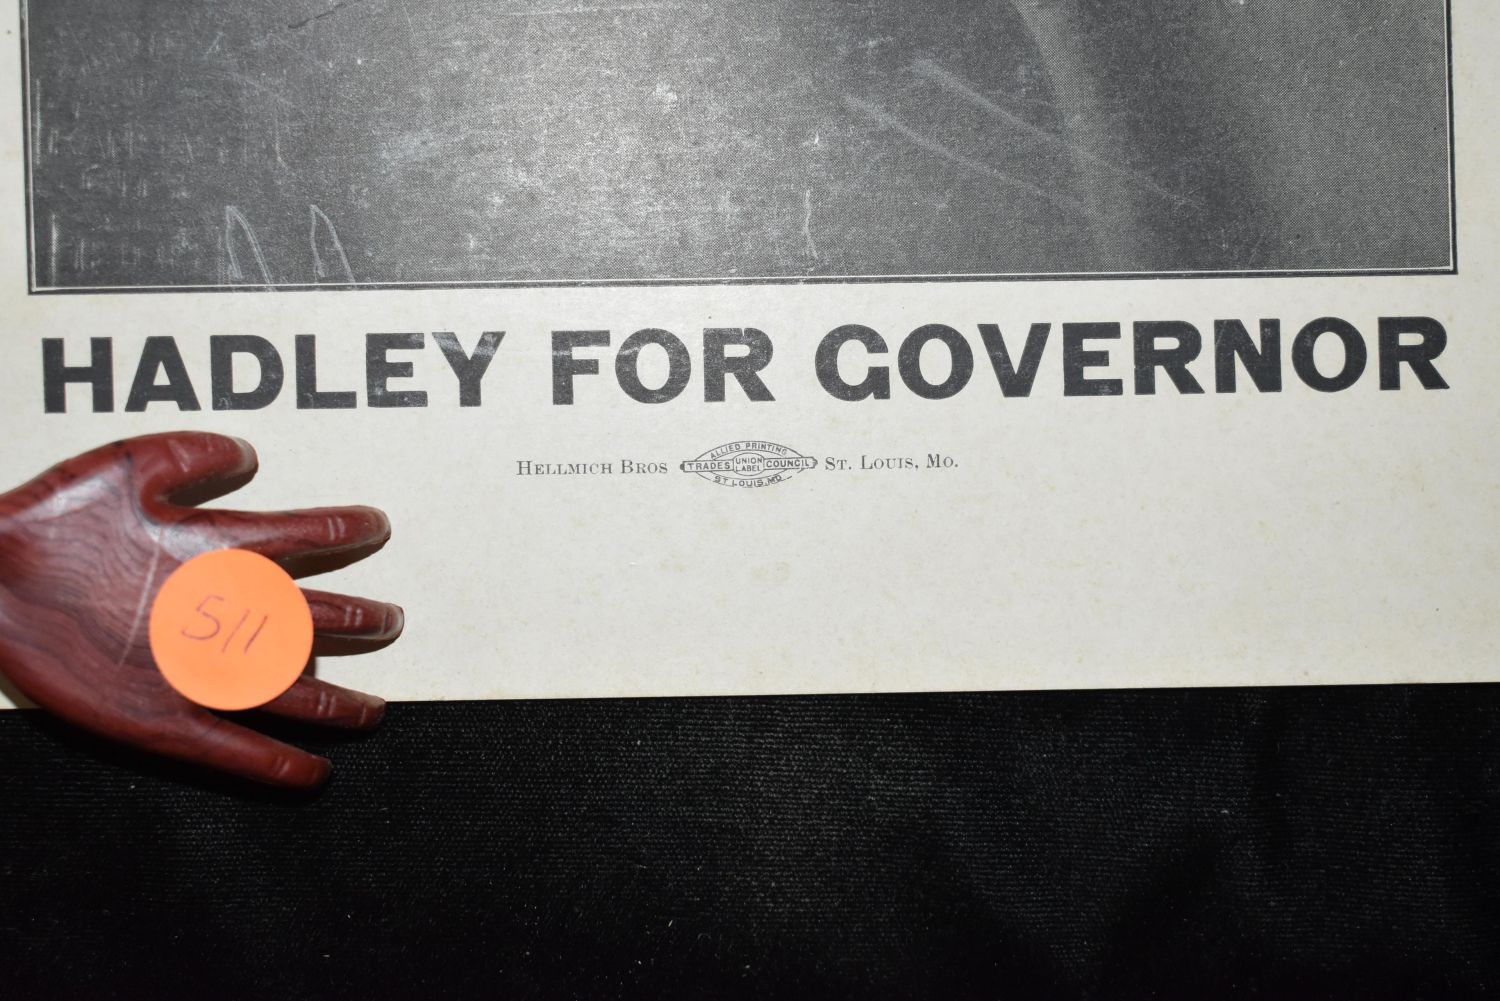 HADLEY FOR GOVERNOR
HELLMICH BROS
ALLIED PRINTING
TRADES UNION LABEL COUNCIL
ST LOUIS, MO.
ST. LOUIS, MO.
511